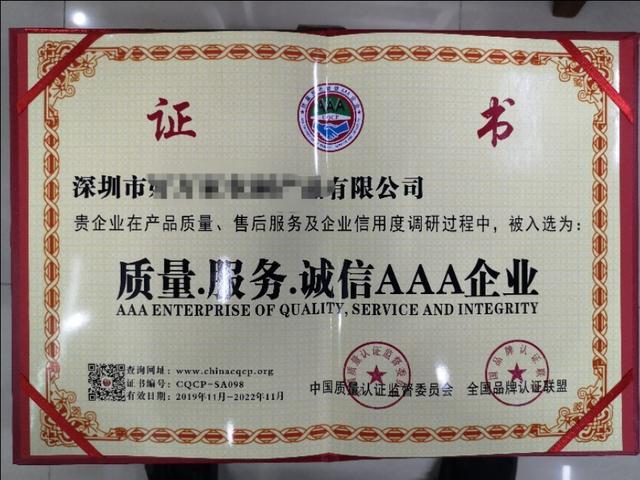 证 书
AAA
CQCP
深圳市 有限公司
贵企业在产品质量、售后服务及企业信用度调研过程中，被入选为：
质量.服务.诚信AAA企业
AAA ENTERPRISE OF QUALITY, SERVICE AND INTEGRITY
查询网址：www.chinacqcp.org
证书编号：CQCP-SA098
有效日期：2019年11月-2022年11月
中国质量认证监督委员会 全国品牌认证联盟